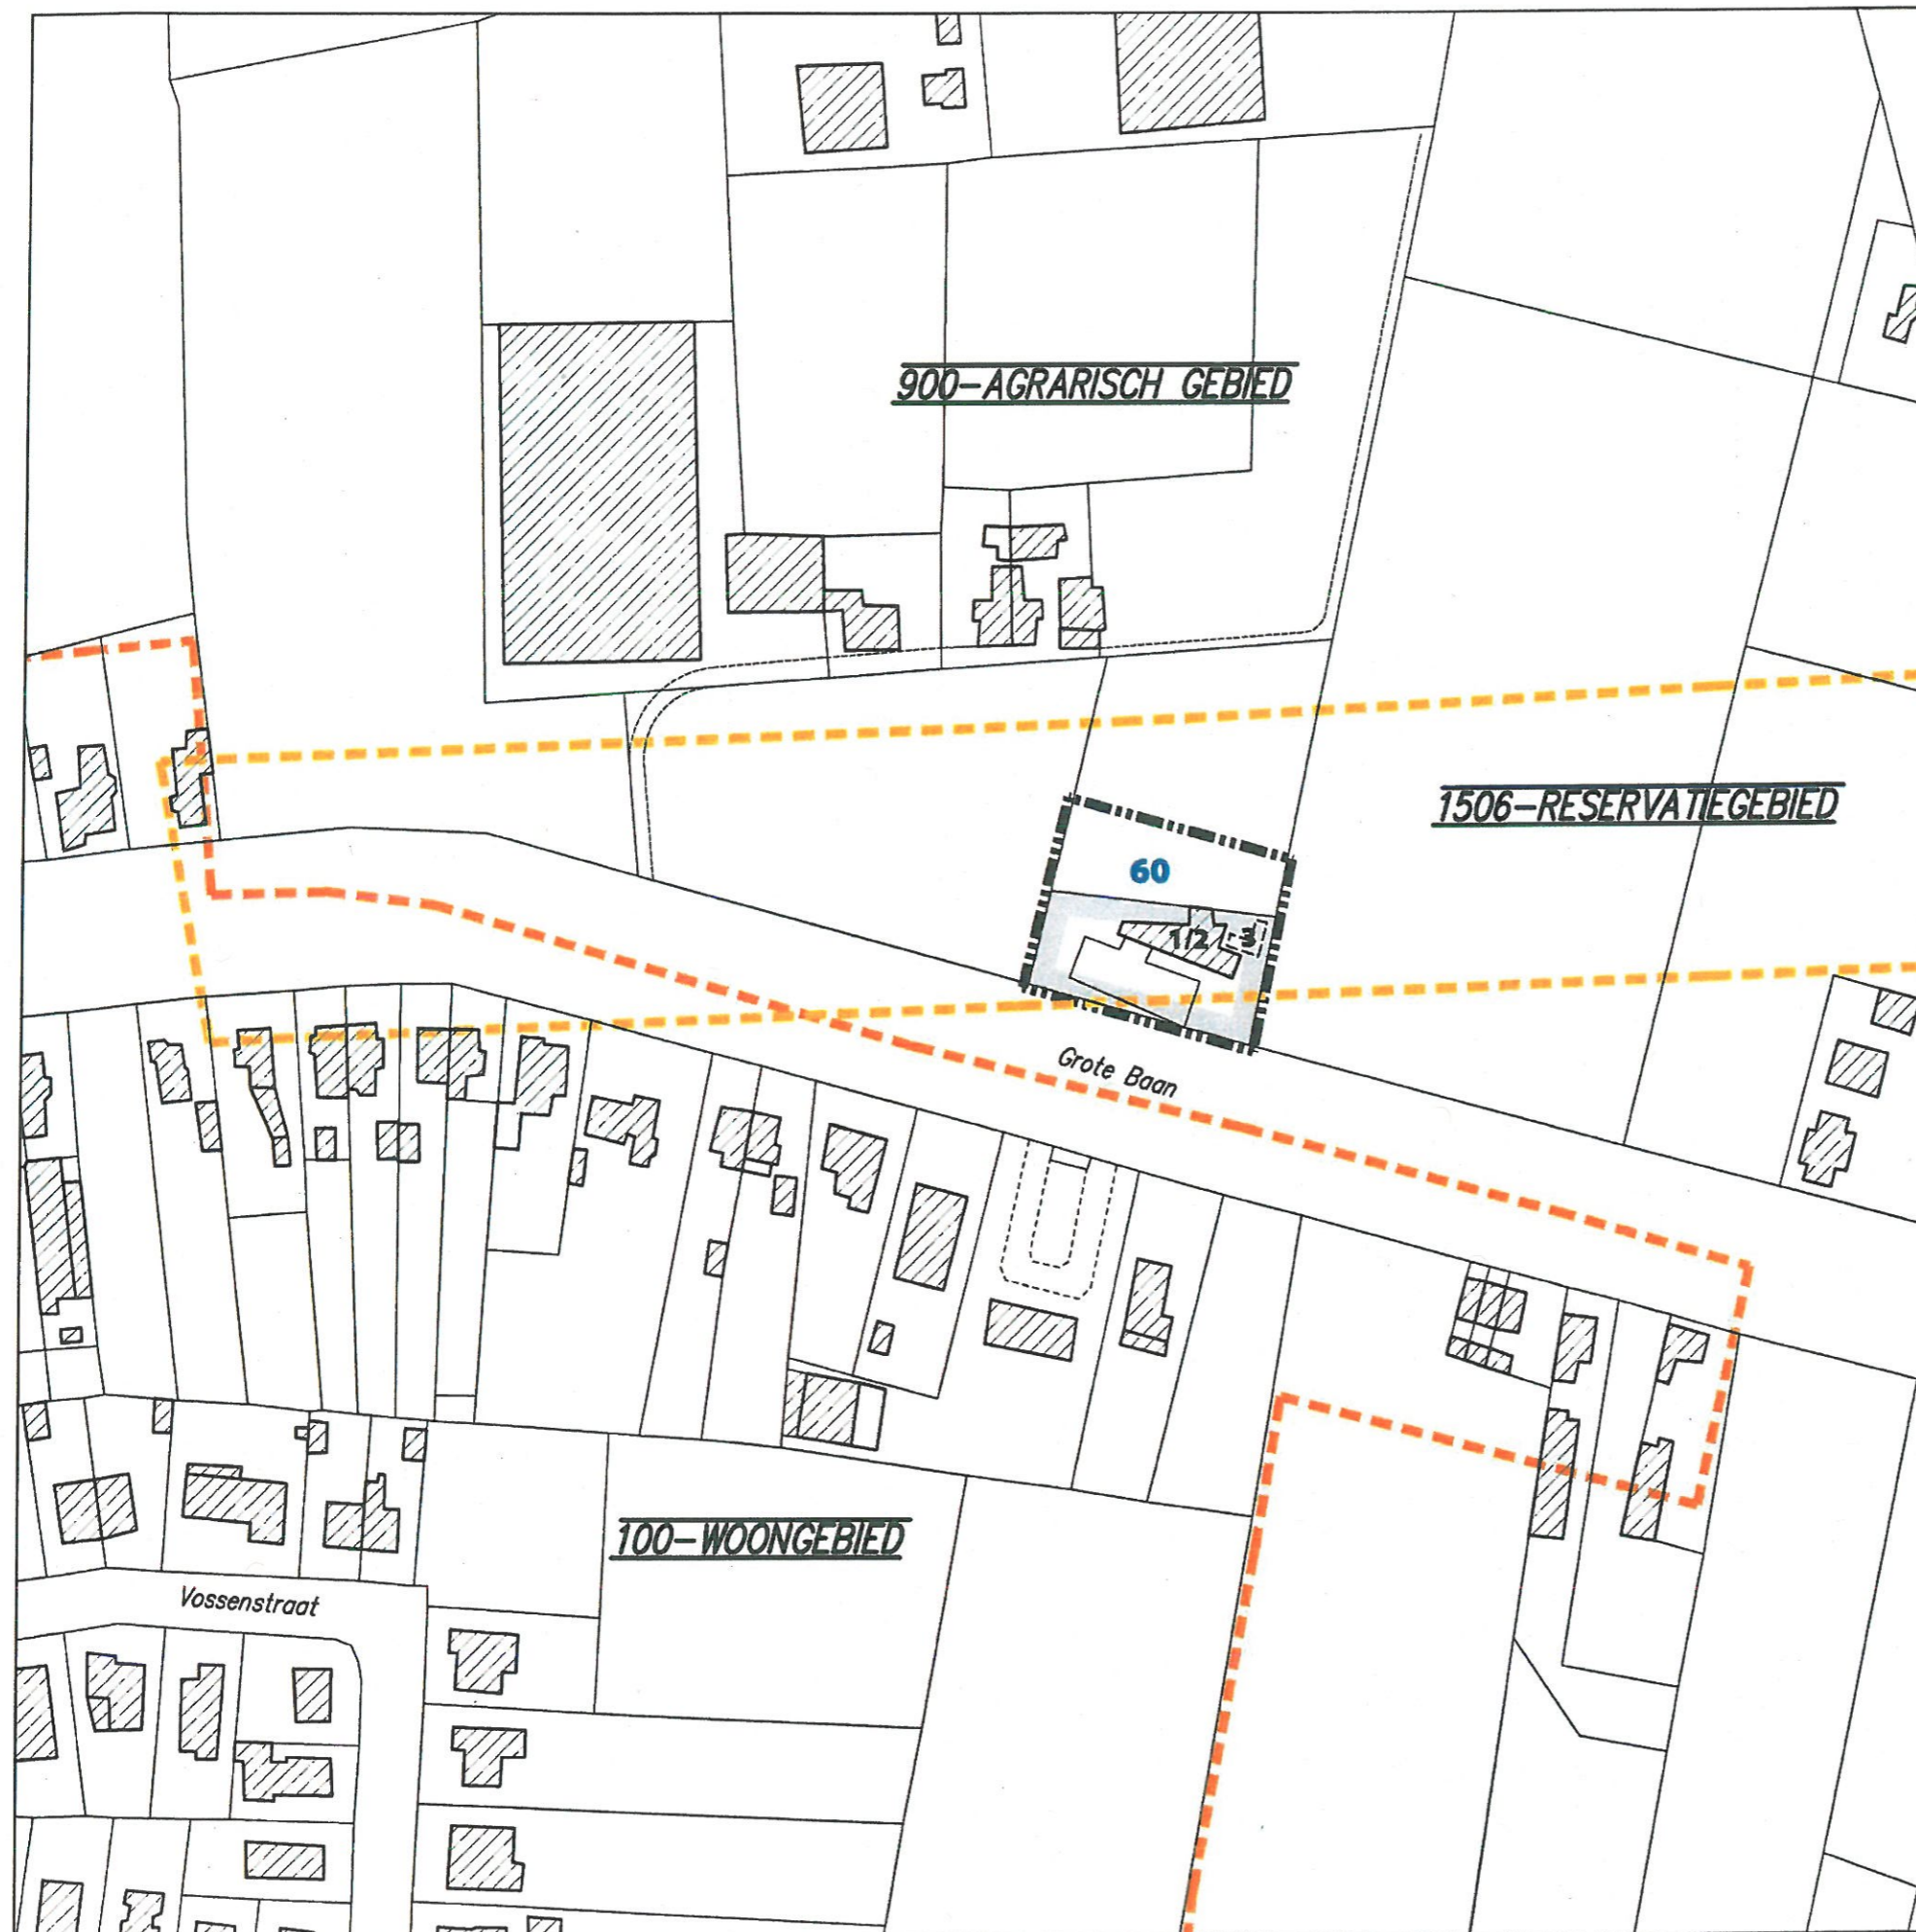 900-AGRARISCH GEBIED
1506-RESERVATIEGEBIED
60
1/2
3
Grote Baan
100-WOONGEBIED
Vossenstraat